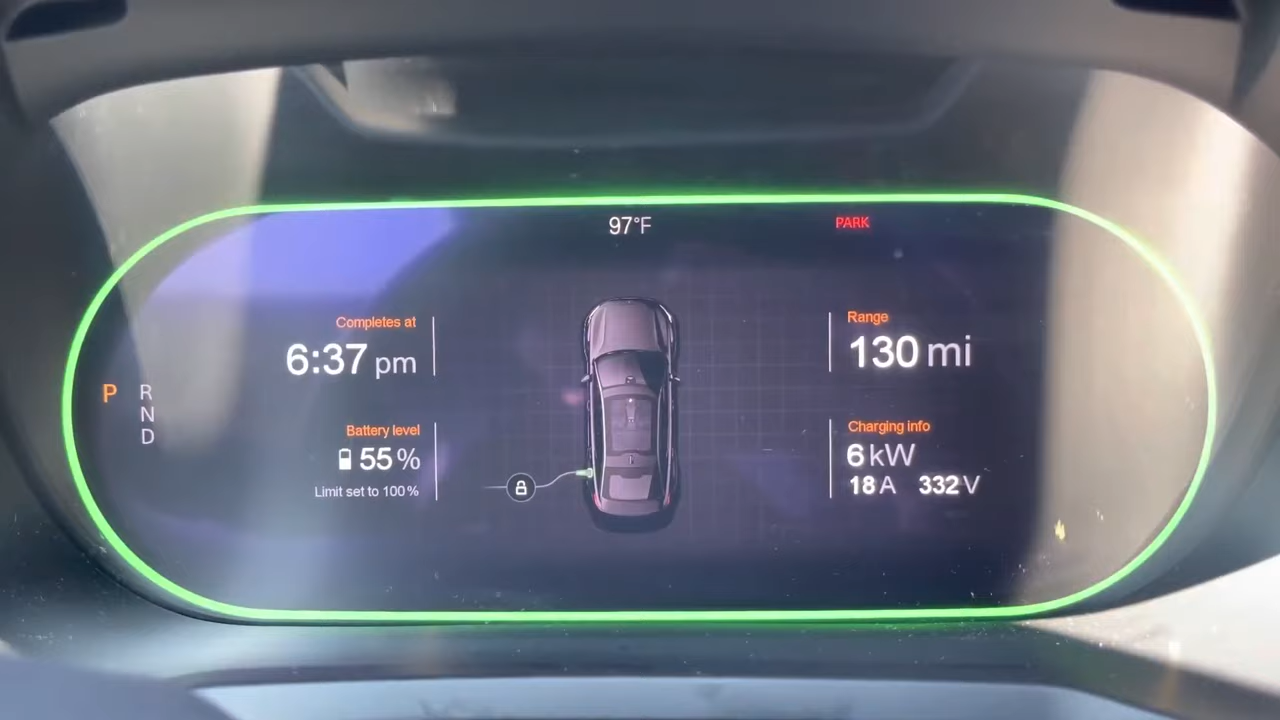 97°F
PARK
Completes at
6:37 pm
Range
130 mi
P
R
N
D
Battery level
55%
Limit set to 100%
Charging info
6 kW
18 A 332 V